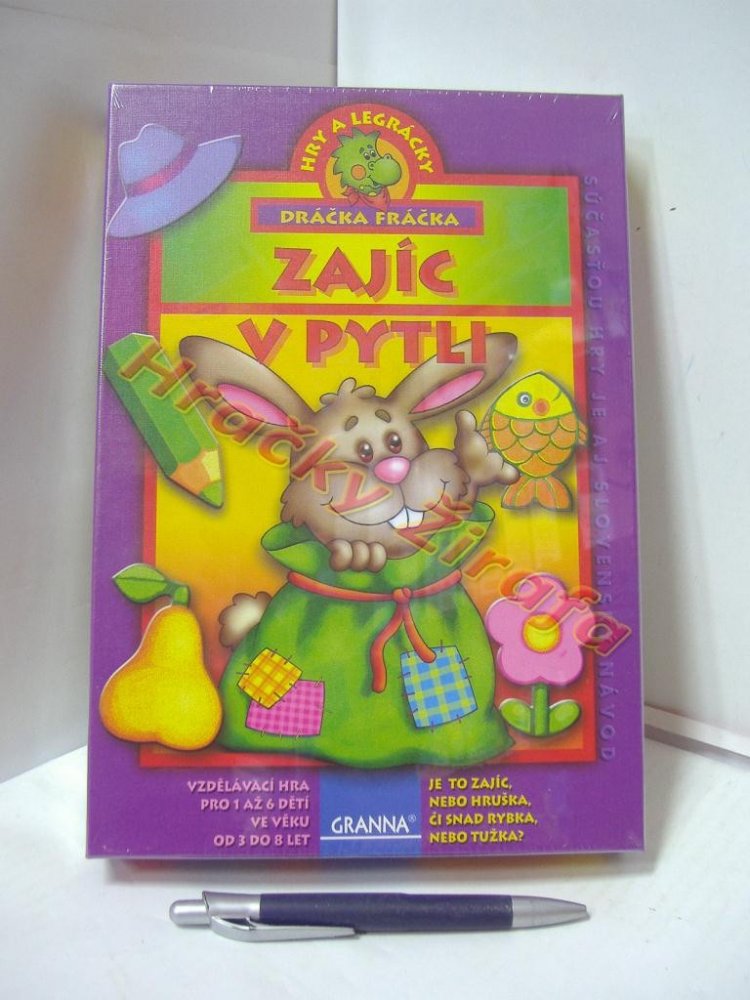 HRY A LEGRÁCKY
DRÁČKA FRÁČKA
ZAJÍC
V PYTLI
Hračky Žirafa
SÚČASŤOU HRY JE AJ SLOVENSKÝ NÁVOD
VZDĚLÁVACÍ HRA
PRO 1 AŽ 6 DĚTÍ
VE VĚKU
OD 3 DO 8 LET
GRANNA®
JE TO ZAJÍC,
NEBO HRUŠKA,
ČI SNAD RYBKA,
NEBO TUŽKA?